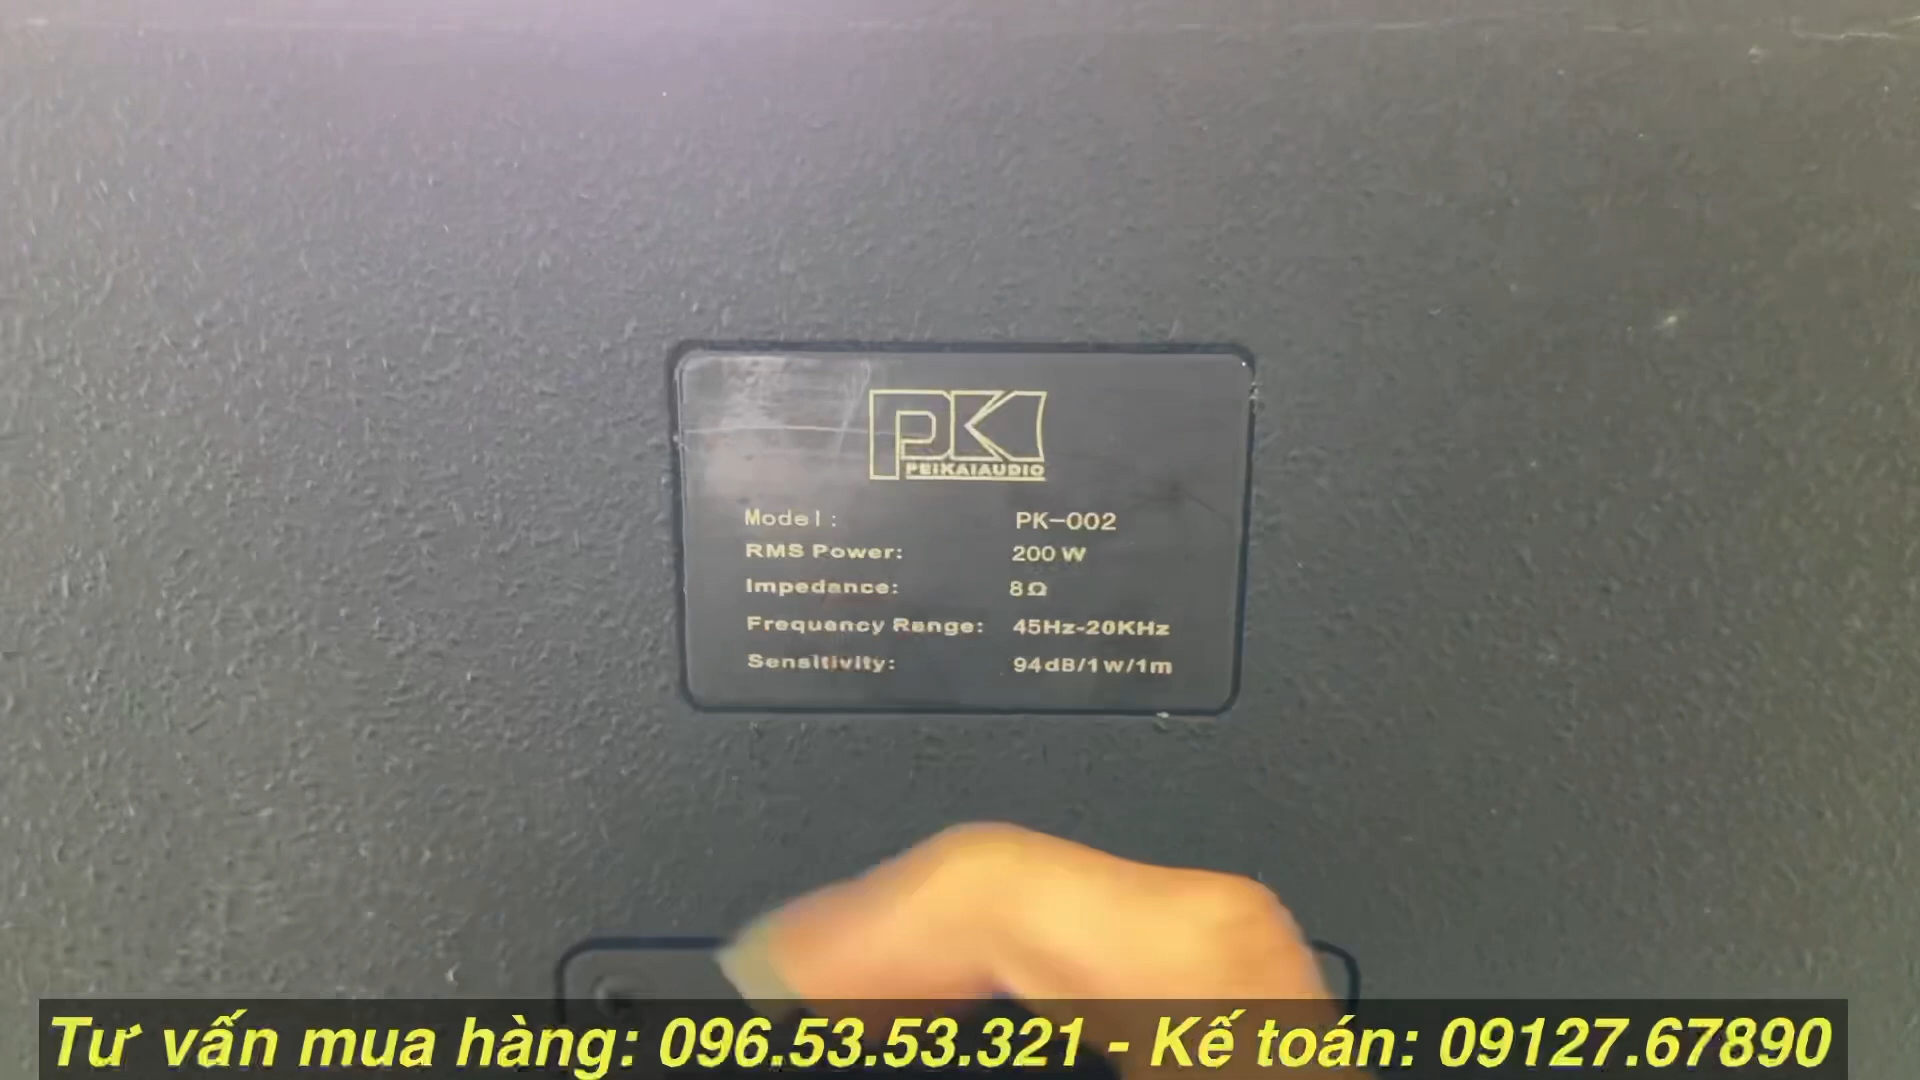 PK
PEIKAIAUDIO
Model: PK-002
RMS Power: 200 W
Impedance: 8Ω
Frequency Range: 45Hz-20KHz
Sensitivity: 94dB/1w/1m
Tư vấn mua hàng: 096.53.53.321 - Kế toán: 09127.67890